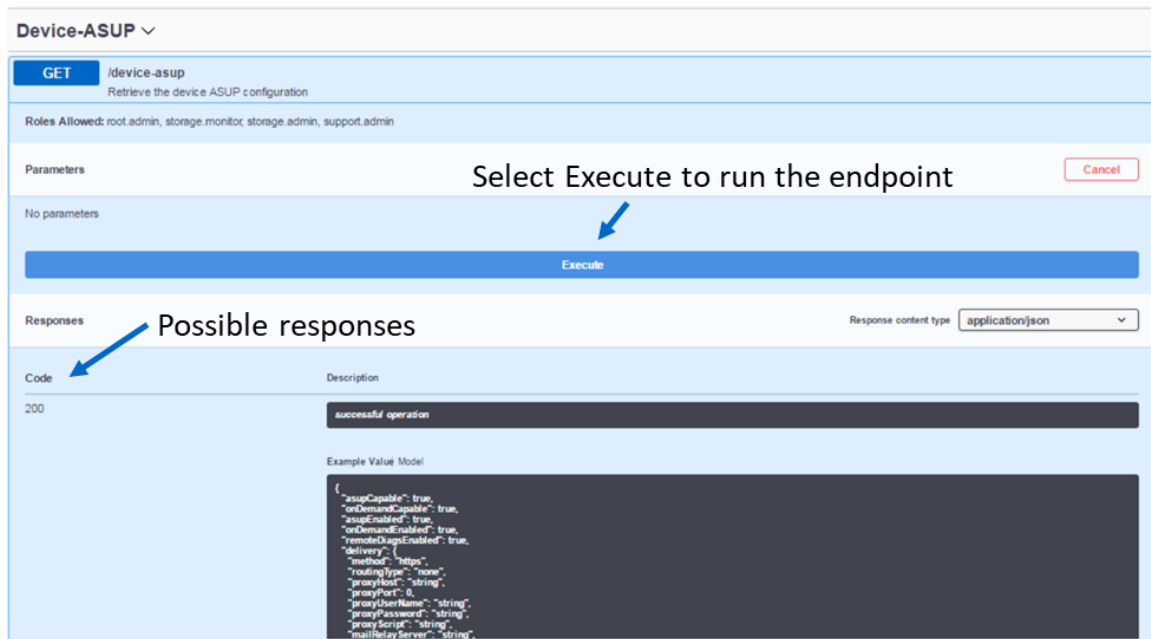 Device-ASUP
GET /device-asup
Retrieve the device ASUP configuration
Roles Allowed: root.admin, storage.monitor, storage.admin, support.admin
Parameters
Cancel
Select Execute to run the endpoint
No parameters
Execute
Responses
Possible responses
Response content type application/json
Code Description
200
successful operation
Example Value Model
{
"asupCapable": true,
"onDemandCapable": true,
"asupEnabled": true,
"onDemandEnabled": true,
"remoteDiagsEnabled": true,
"delivery": {
"method": "https",
"routingType": "none",
"proxyHost": "string",
"proxyPort": 0,
"proxyUserName": "string",
"proxyPassword": "string",
"proxyScript": "string",
"mailRelayServer": "string",